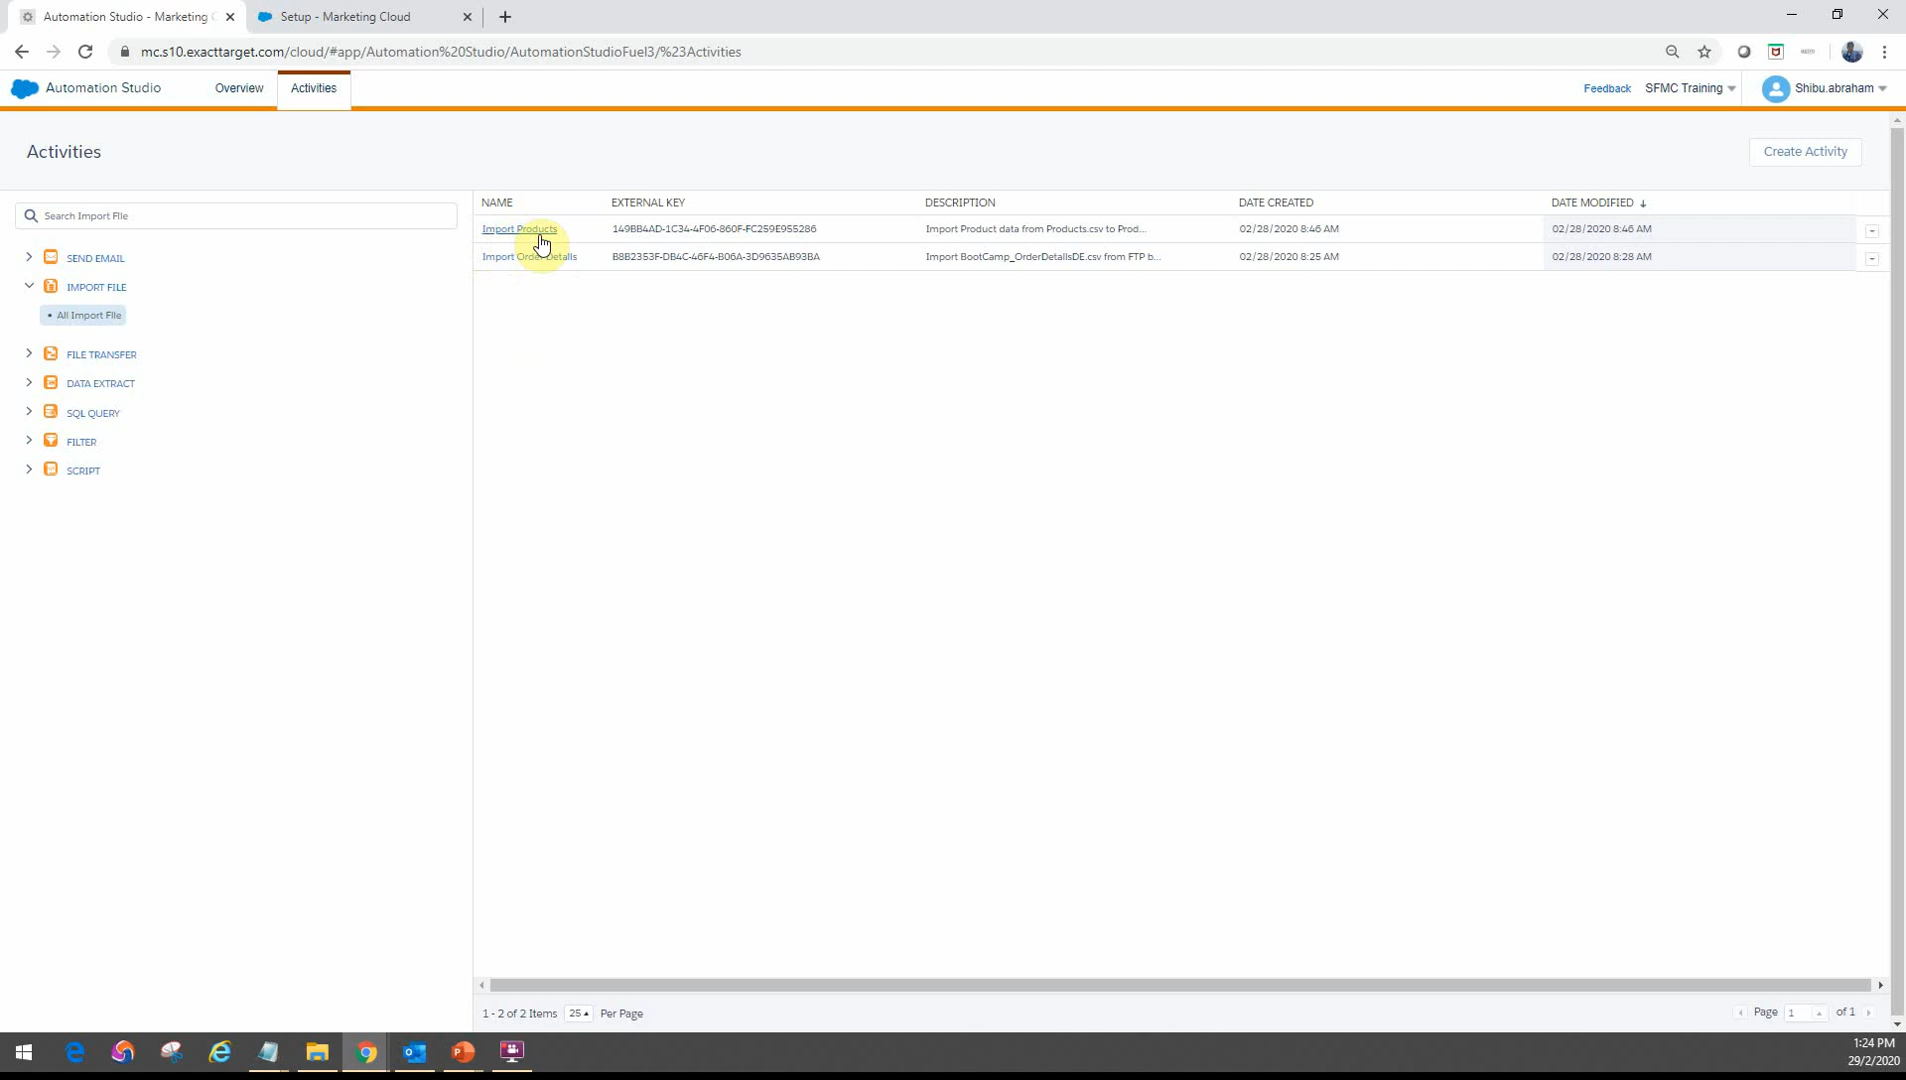 Automation Studio - Marketing C
Setup - Marketing Cloud
mc.s10.exacttarget.com/cloud/#app/Automation%20Studio/AutomationStudioFuel3/%23Activities
Automation Studio
Overview
Activities
Feedback
SFMC Training
Shibu.abraham
Activities
Create Activity
Search Import File
NAME EXTERNAL KEY DESCRIPTION DATE CREATED DATE MODIFIED
Import Products 149BB4AD-1C34-4F06-860F-FC259E955286 Import Product data from Products.csv to Prod... 02/28/2020 8:46 AM 02/28/2020 8:46 AM
Import Order Details B8B2353F-DB4C-46F4-B06A-3D9635AB93BA Import BootCamp_OrderDetailsDE.csv from FTP b... 02/28/2020 8:25 AM 02/28/2020 8:28 AM
SEND EMAIL
IMPORT FILE
• All Import File
FILE TRANSFER
DATA EXTRACT
SQL QUERY
FILTER
SCRIPT
1 - 2 of 2 Items 25 Per Page
Page 1 of 1
1:24 PM
29/2/2020